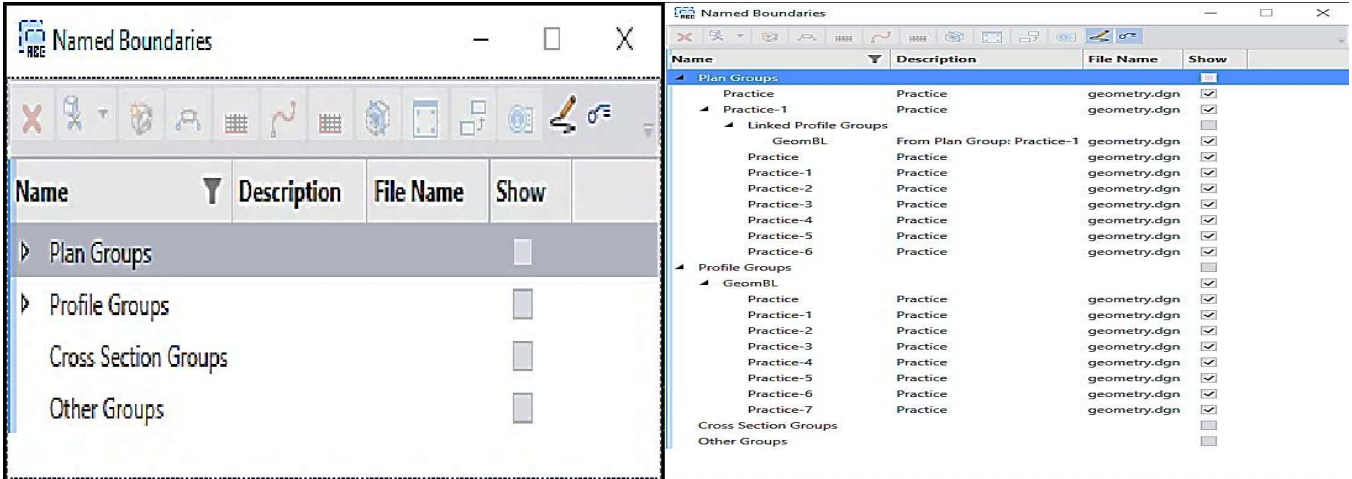 Named Boundaries
Name Description File Name Show
Plan Groups
Profile Groups
Cross Section Groups
Other Groups
Named Boundaries
Name Description File Name Show
Plan Groups
Practice Practice geometry.dgn
Practice-1 Practice geometry.dgn
Linked Profile Groups
GeomBL From Plan Group: Practice-1 geometry.dgn
Practice Practice geometry.dgn
Practice-1 Practice geometry.dgn
Practice-2 Practice geometry.dgn
Practice-3 Practice geometry.dgn
Practice-4 Practice geometry.dgn
Practice-5 Practice geometry.dgn
Practice-6 Practice geometry.dgn
Profile Groups
GeomBL
Practice Practice geometry.dgn
Practice-1 Practice geometry.dgn
Practice-2 Practice geometry.dgn
Practice-3 Practice geometry.dgn
Practice-4 Practice geometry.dgn
Practice-5 Practice geometry.dgn
Practice-6 Practice geometry.dgn
Practice-7 Practice geometry.dgn
Cross Section Groups
Other Groups